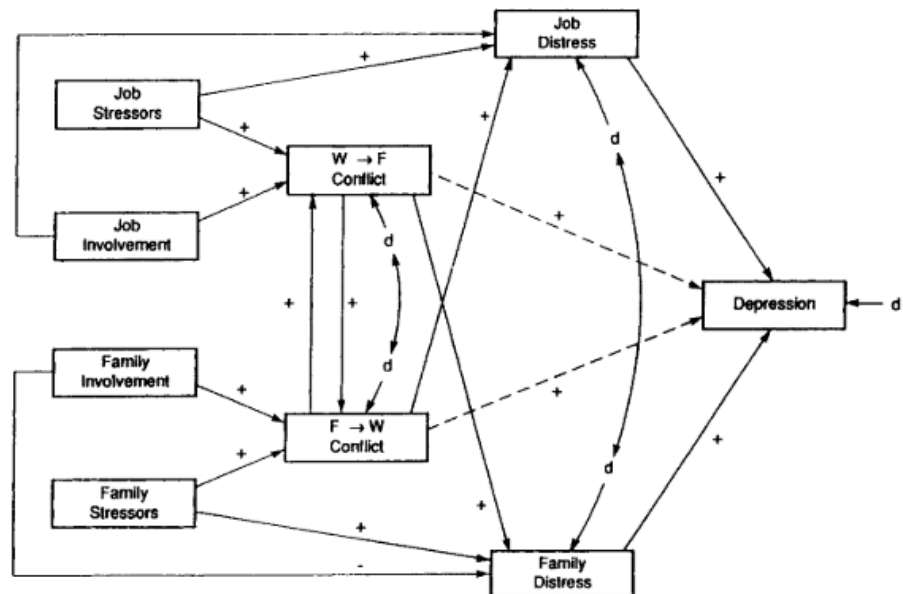 Job
Distress
+
Job
Stressors
+
+
d
W → F
Conflict
+
+
+
Job
Involvement
d
+
+
Depression
d
Family
Involvement
d
+
+
F → W
Conflict
+
+
Family
Stressors
d
+
+
-
Family
Distress